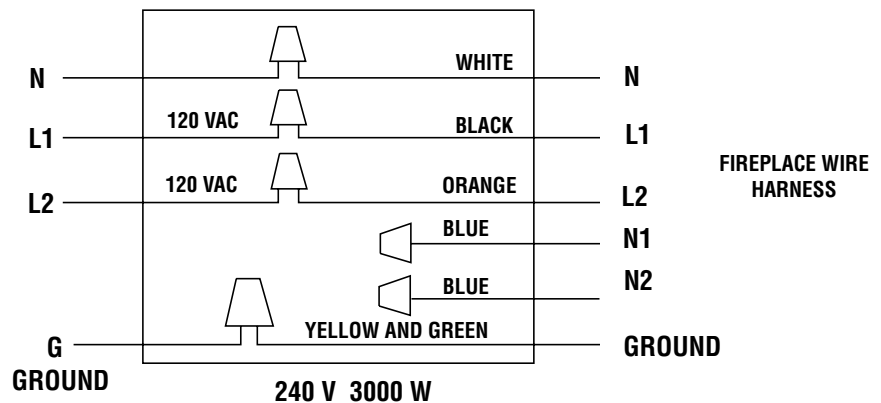 N
WHITE
N
L1
120 VAC
BLACK
L1
L2
120 VAC
ORANGE
L2
FIREPLACE WIRE
HARNESS
BLUE
N1
BLUE
N2
G
GROUND
YELLOW AND GREEN
GROUND
240 V 3000 W